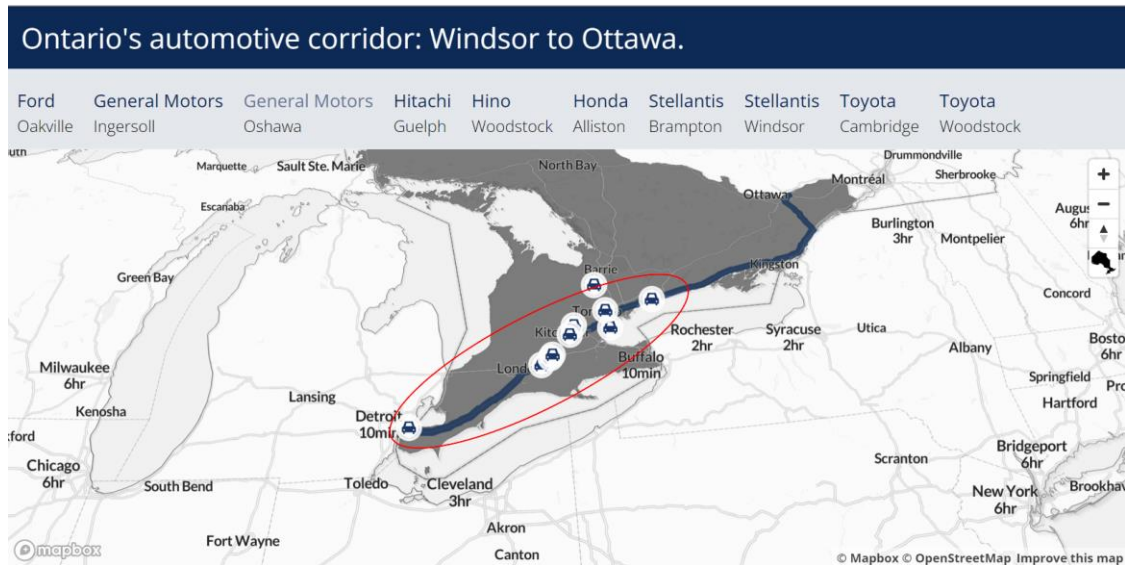 Ontario's automotive corridor: Windsor to Ottawa.
Ford General Motors General Motors Hitachi Hino Honda Stellantis Stellantis Toyota Toyota
Oakville Ingersoll Oshawa Guelph Woodstock Alliston Brampton Windsor Cambridge Woodstock
Marquette
Sault Ste. Marie
North Bay
Drummondville
Sherbrooke
Montréal
Escanaba
Ottawa
Burlington
3hr
Montpelier
6hr
Green Bay
Barrie
Kingston
Concord
Rochester
2hr
Syracuse
2hr
Utica
Albany
6hr
Milwaukee
6hr
Buffalo
10min
Springfield
Hartford
Lansing
Kenosha
Detroit
10min
Chicago
6hr
South Bend
Toledo
Cleveland
3hr
Scranton
Bridgeport
6hr
New York
6hr
Akron
Fort Wayne
Canton
mapbox
© Mapbox © OpenStreetMap Improve this map